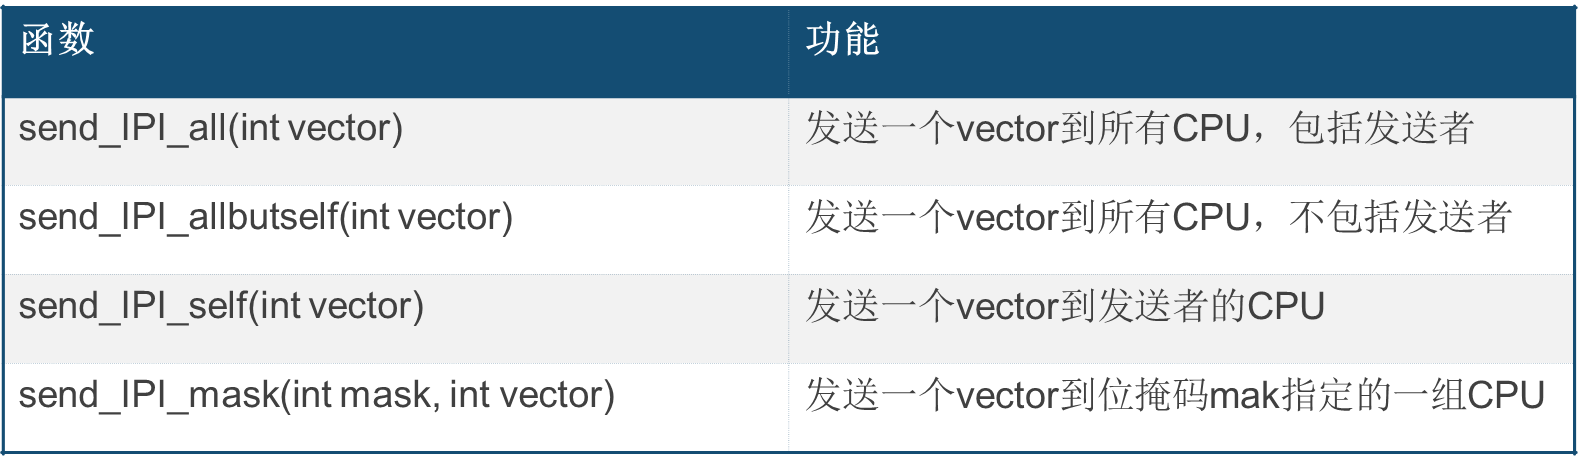 函数 功能
send_IPI_all(int vector) 发送一个vector到所有CPU，包括发送者
send_IPI_allbutself(int vector) 发送一个vector到所有CPU，不包括发送者
send_IPI_self(int vector) 发送一个vector到发送者的CPU
send_IPI_mask(int mask, int vector) 发送一个vector到位掩码mak指定的一组CPU